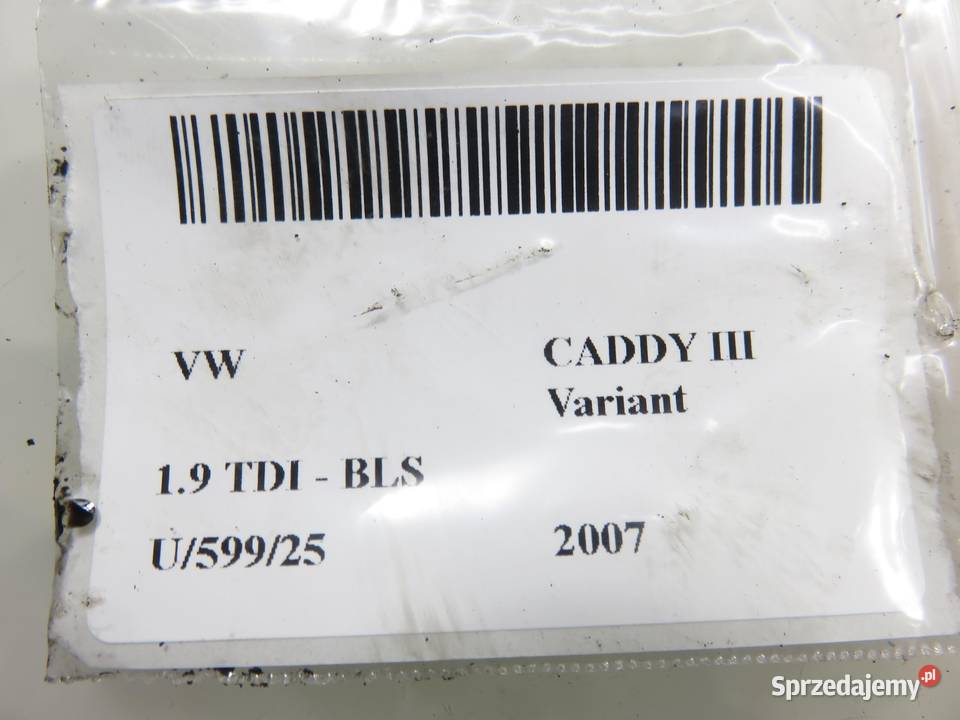 VW
CADDY III
Variant
1.9 TDI - BLS
U/599/25
2007
Sprzedajemy.pl